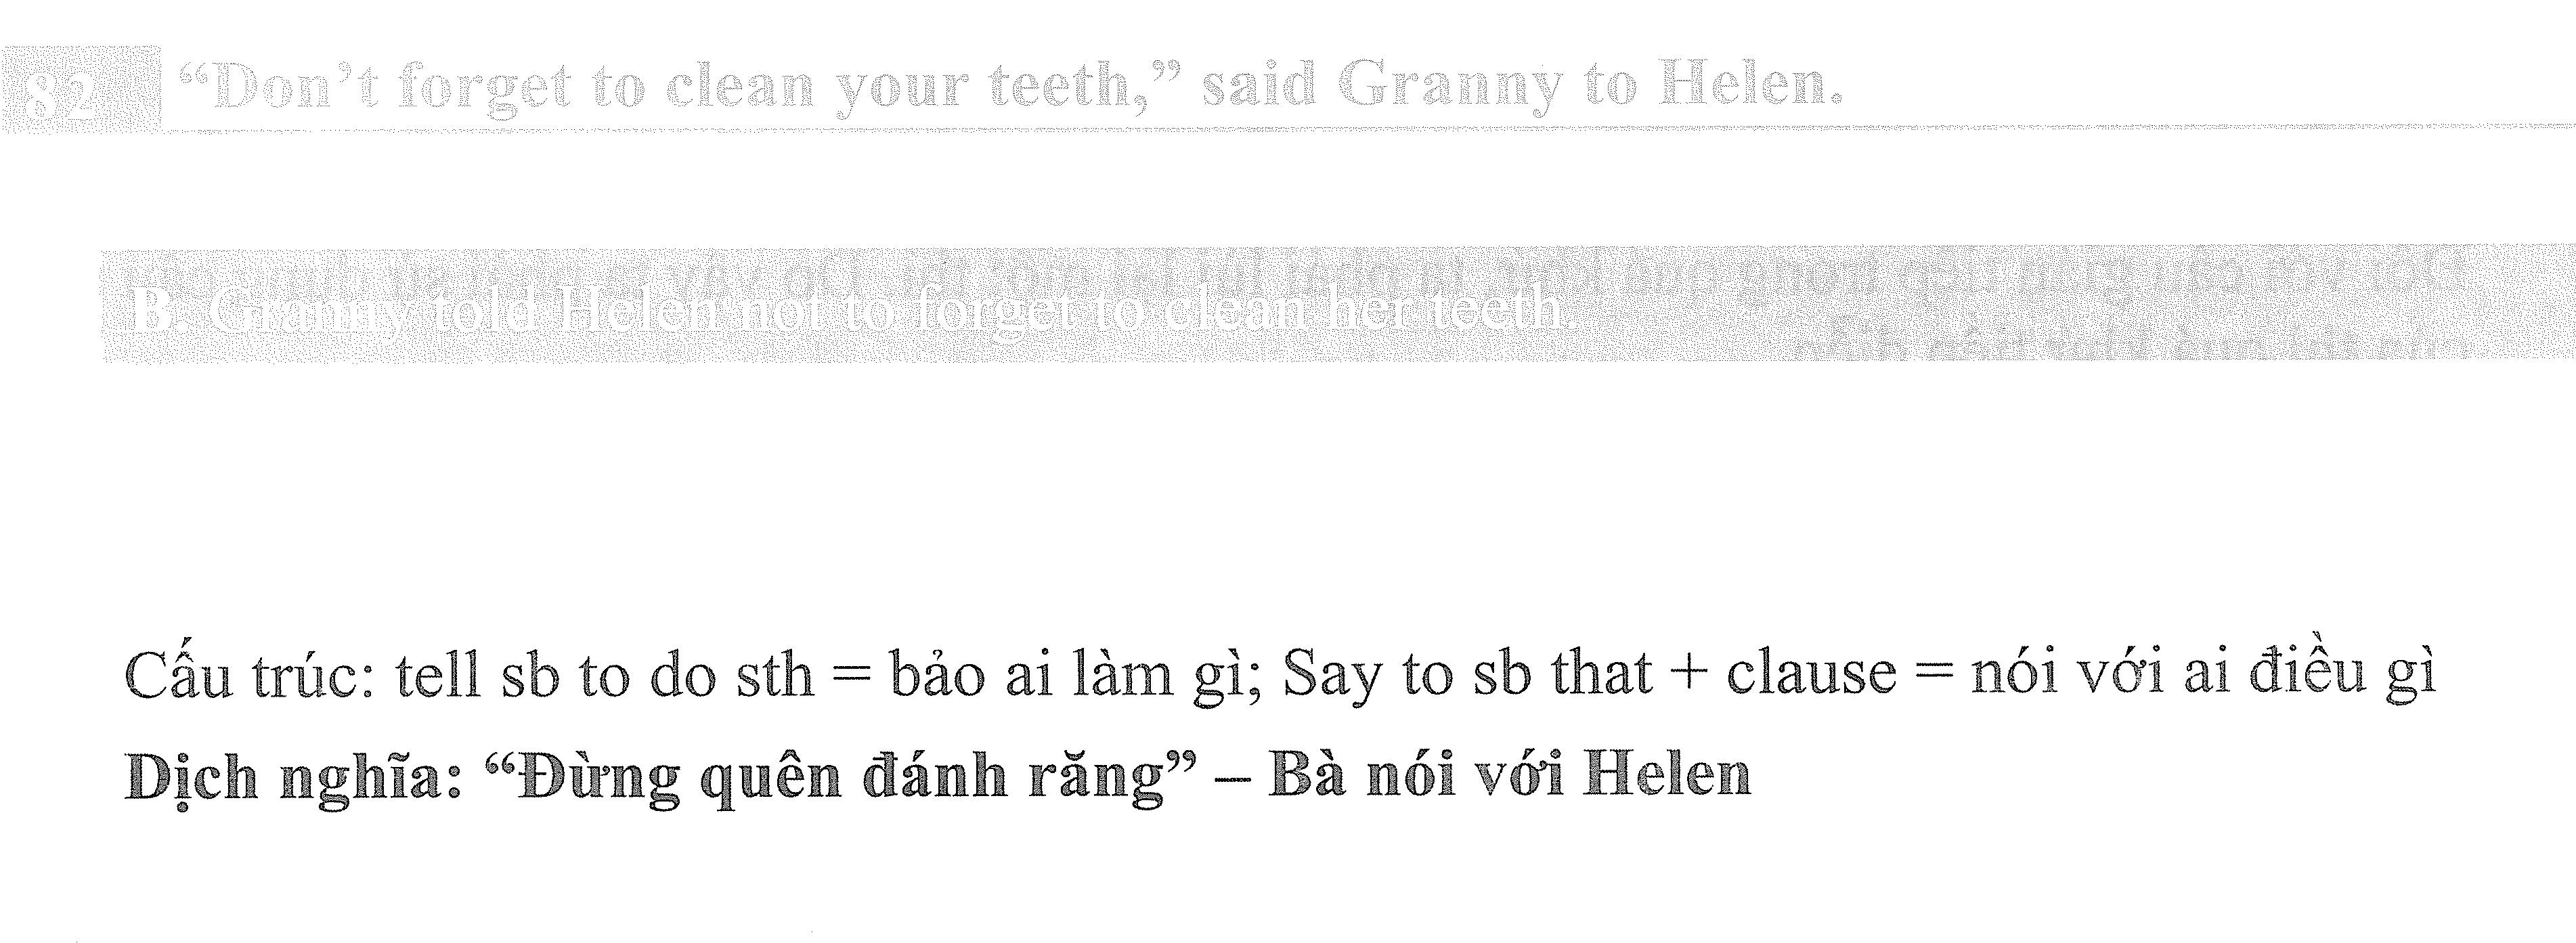 82 “Don’t forget to clean your teeth,” said Granny to Helen.
B. Granny told Helen not to forget to clean her teeth.
Cấu trúc: tell sb to do sth = bảo ai làm gì; Say to sb that + clause = nói với ai điều gì
Dịch nghĩa: “Đừng quên đánh răng” – Bà nói với Helen